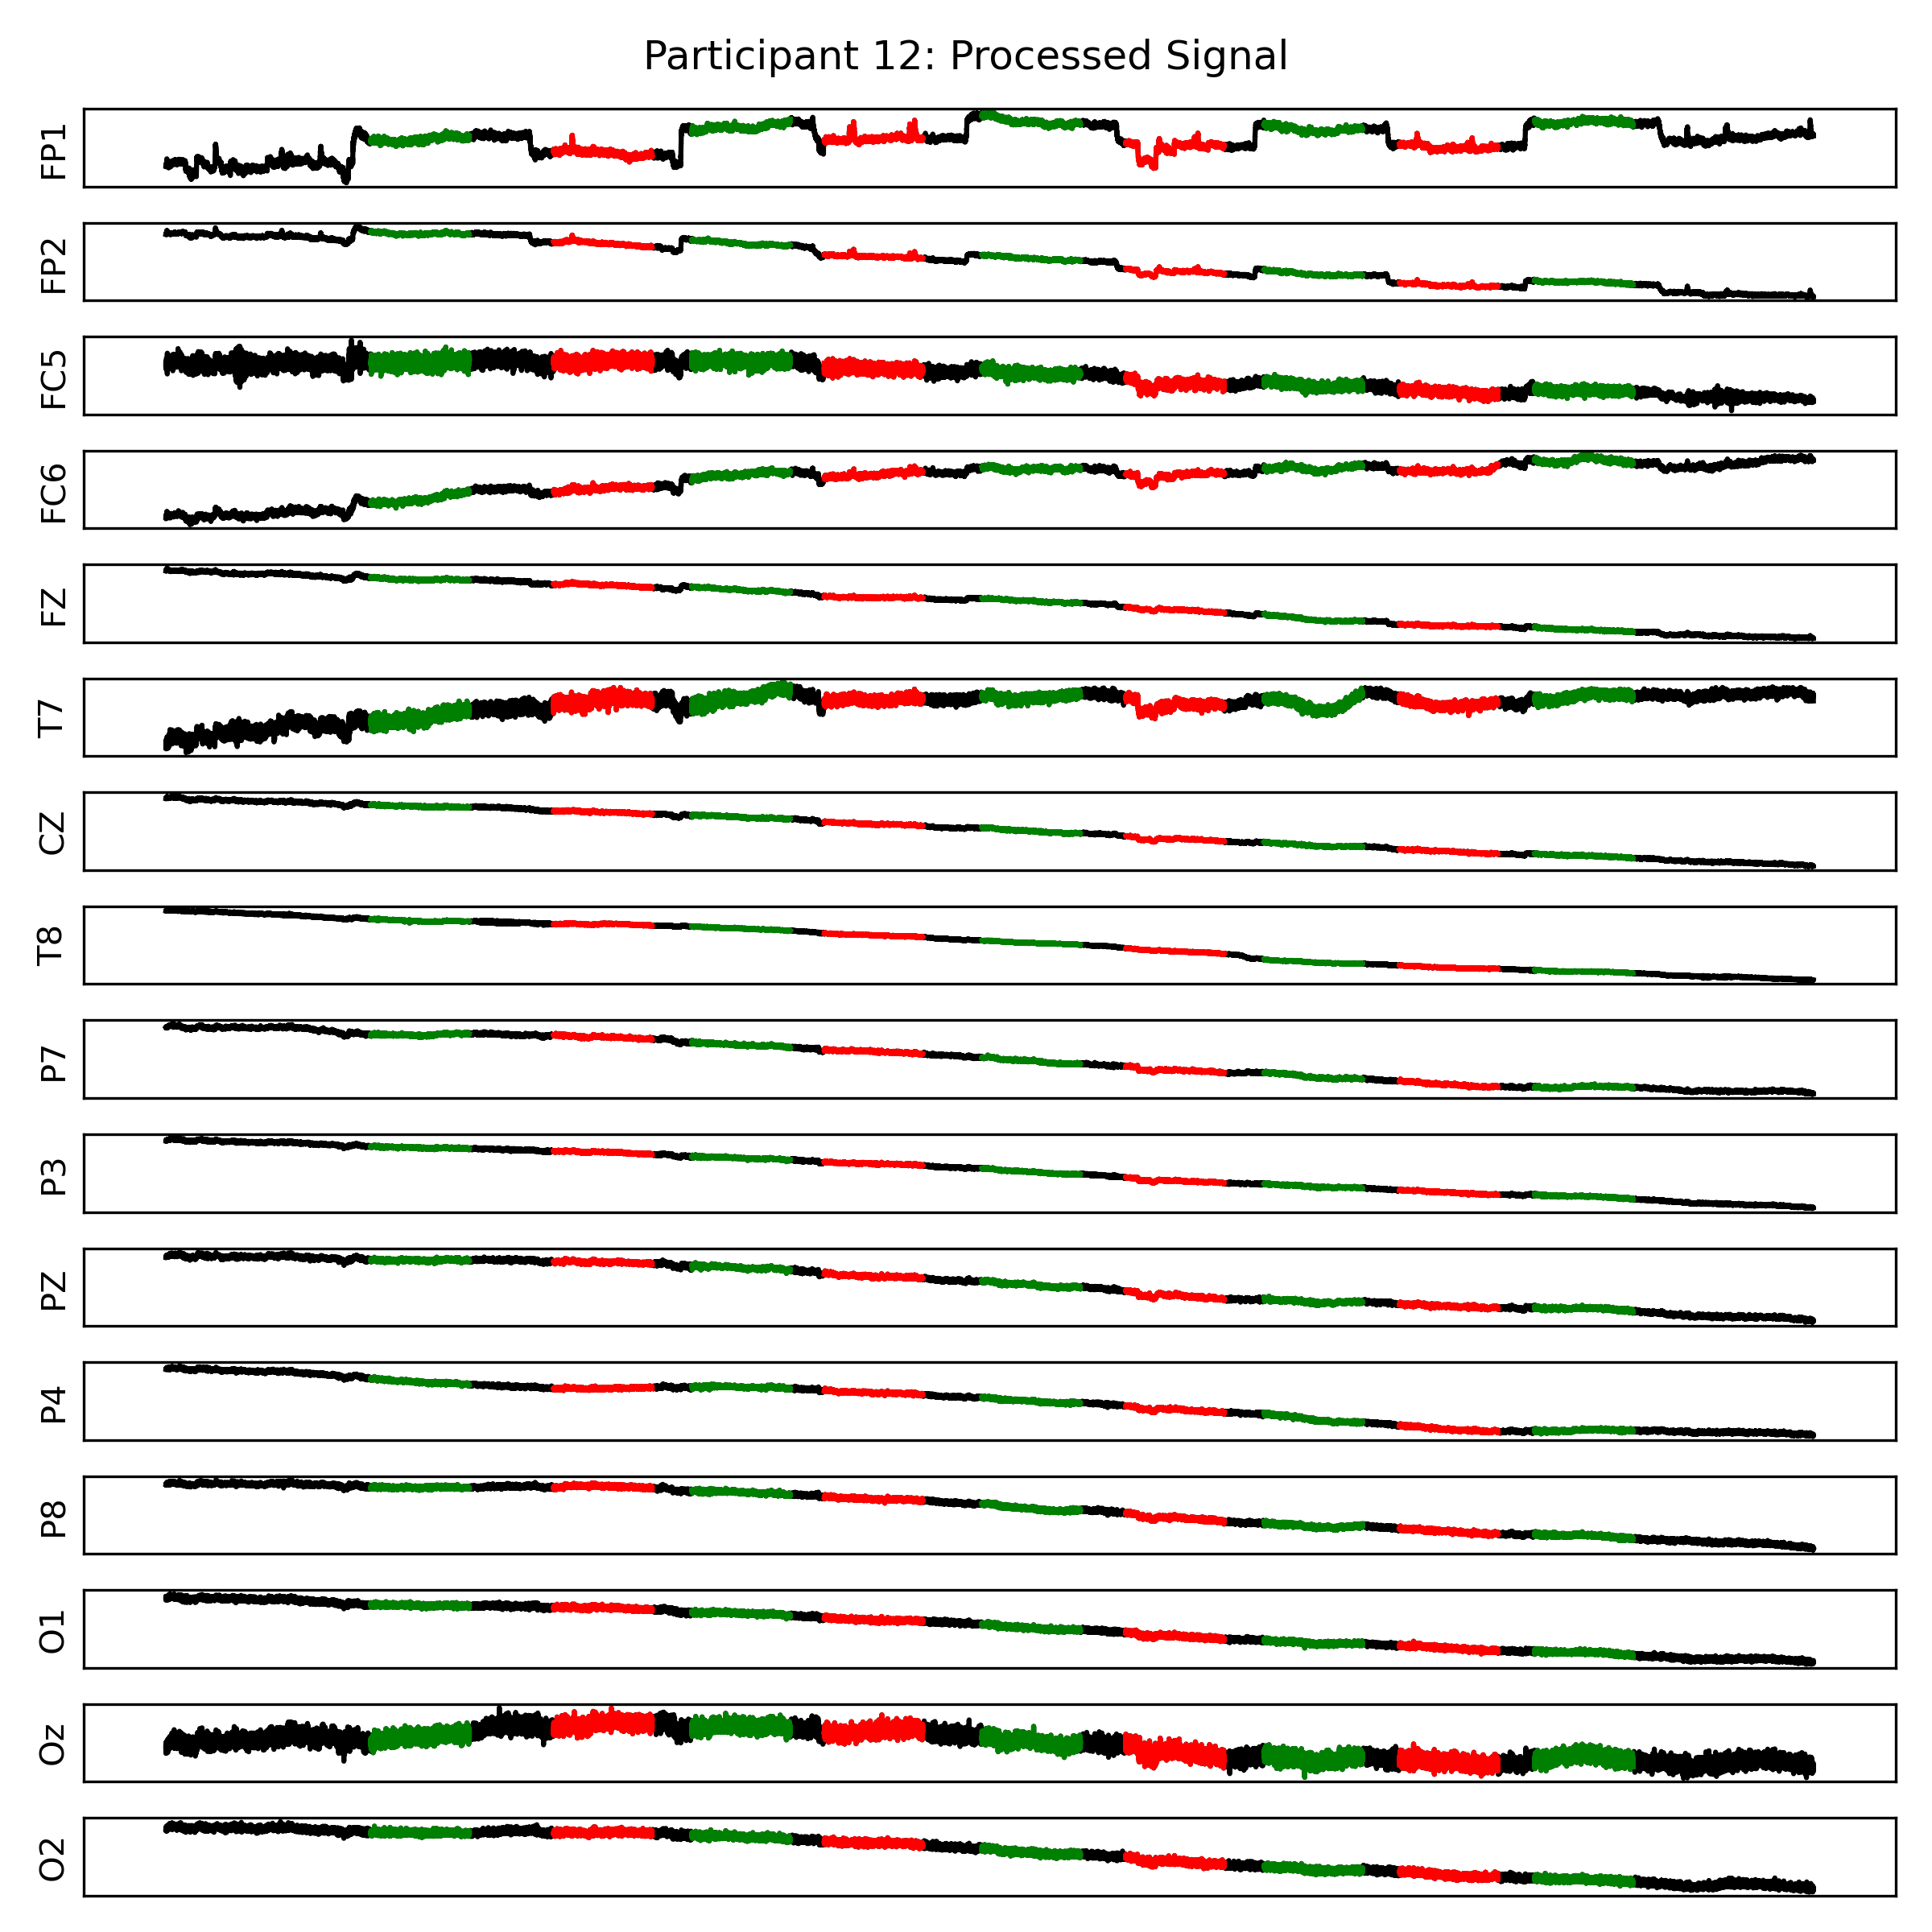 Participant 12: Processed Signal
FP1
FP2
FC5
FC6
FZ
T7
CZ
T8
P7
P3
PZ
P4
P8
O1
Oz
O2